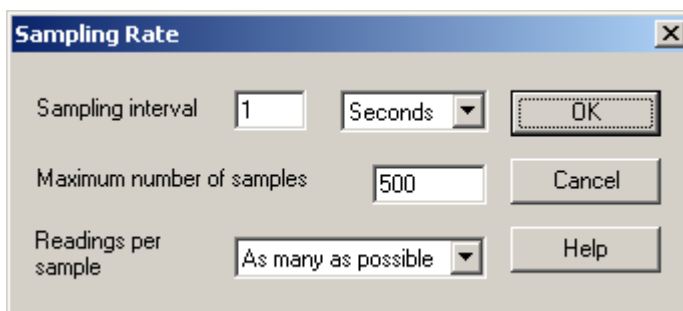 Sampling Rate
Sampling interval 1 Seconds OK
Maximum number of samples 500 Cancel
Readings per
sample As many as possible Help